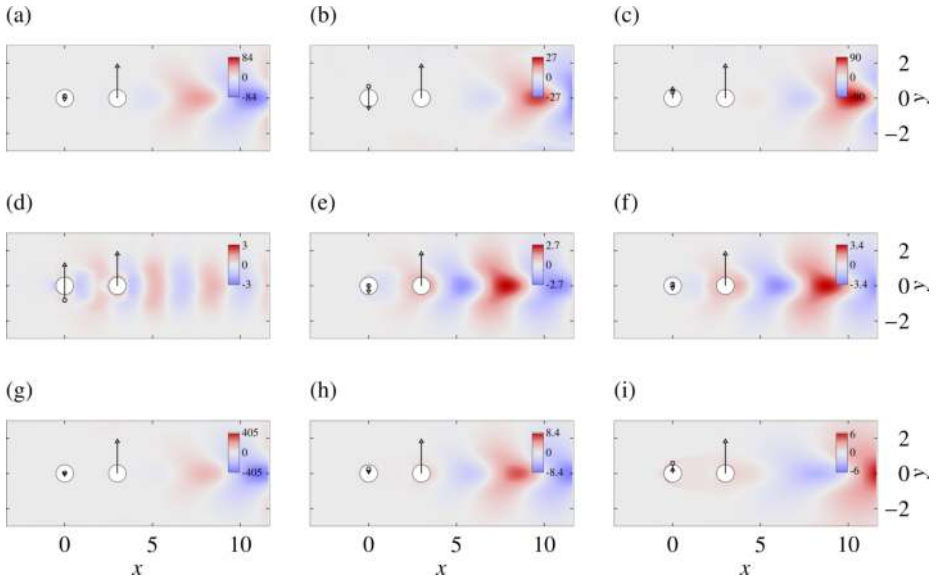 (a) (b) (c)
84 27 90
0 0 0
-84 -27 -90
2
0 y
−2
(d) (e) (f)
3 2.7 3.4
0 0 0
-3 -2.7 -3.4
2
0 y
−2
(g) (h) (i)
405 8.4 6
0 0 0
-405 -8.4 -6
2
0 y
−2
0 5 10 0 5 10 0 5 10
x x x